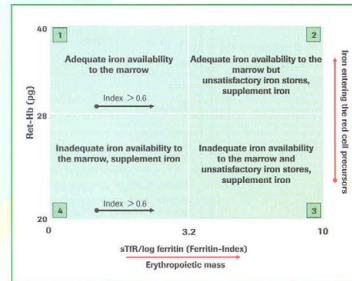 40
1
2
Adequate iron availability
to the marrow
Adequate iron availability to the
marrow but
unsatisfactory iron stores,
supplement iron
Index > 0.6
28
Ret-Hb (pg)
Iron entering the red cell
precursors
Inadequate iron availability to
the marrow, supplement iron
Inadequate iron availability
to the marrow and
unsatisfactory iron stores,
supplement iron
4
Index > 0.6
3
20
0
3.2
10
sTfR/log ferritin (Ferritin-Index)
Erythropoietic mass